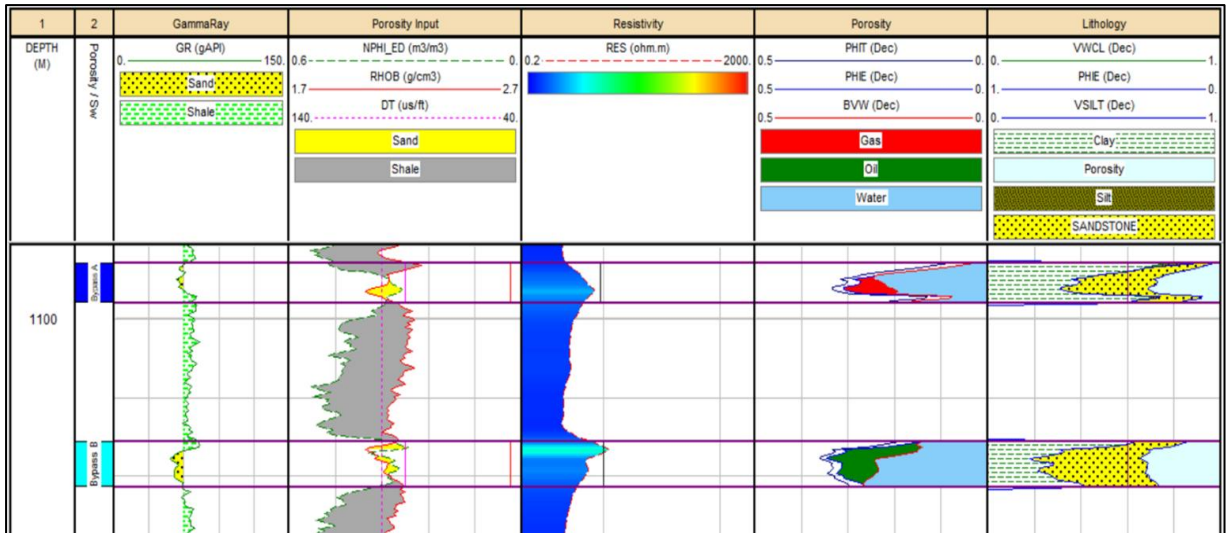 1 2 GammaRay Porosity Input Resistivity Porosity Lithology
DEPTH (M)
Porosity / Sw
GR (gAPI)
0. 150.
Sand
Shale
NPHI_ED (m3/m3)
0.6 0.
RHOB (g/cm3)
1.7 2.7
DT (us/ft)
140. 40.
Sand
Shale
RES (ohm.m)
0.2 2000.
PHIT (Dec)
0.5 0.
PHIE (Dec)
0.5 0.
BVW (Dec)
0.5 0.
Gas
Oil
Water
VWCL (Dec)
0. 1.
PHIE (Dec)
1. 0.
VSILT (Dec)
0. 1.
Clay
Porosity
Silt
SANDSTONE
Bypass A
1100
Bypass B